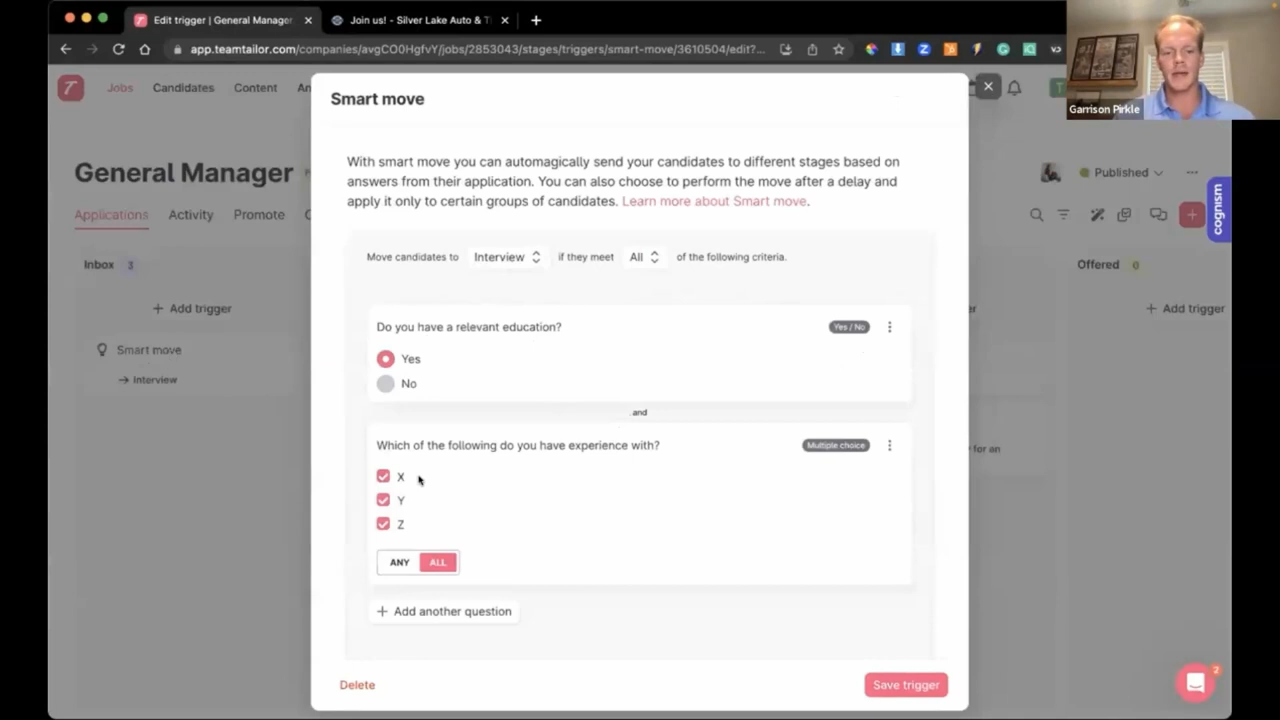 Edit trigger | General Manager
Join us! - Silver Lake Auto & Ti
app.teamtailor.com/companies/avgCO0HgfvY/jobs/2853043/stages/triggers/smart-move/3610504/edit?...
Garrison Pirkle
Jobs
Candidates
Content
An
Smart move
With smart move you can automagically send your candidates to different stages based on
answers from their application. You can also choose to perform the move after a delay and
apply it only to certain groups of candidates. Learn more about Smart move.
General Manager
Published
Applications
Activity
Promote
cognism
Inbox 3
Move candidates to Interview if they meet All of the following criteria.
Offered 0
Add trigger
Add trigger
Do you have a relevant education?
Yes / No
Smart move
Yes
→ Interview
No
and
Which of the following do you have experience with?
Multiple choice
for an
X
Y
Z
ANY ALL
+ Add another question
Delete
Save trigger
2